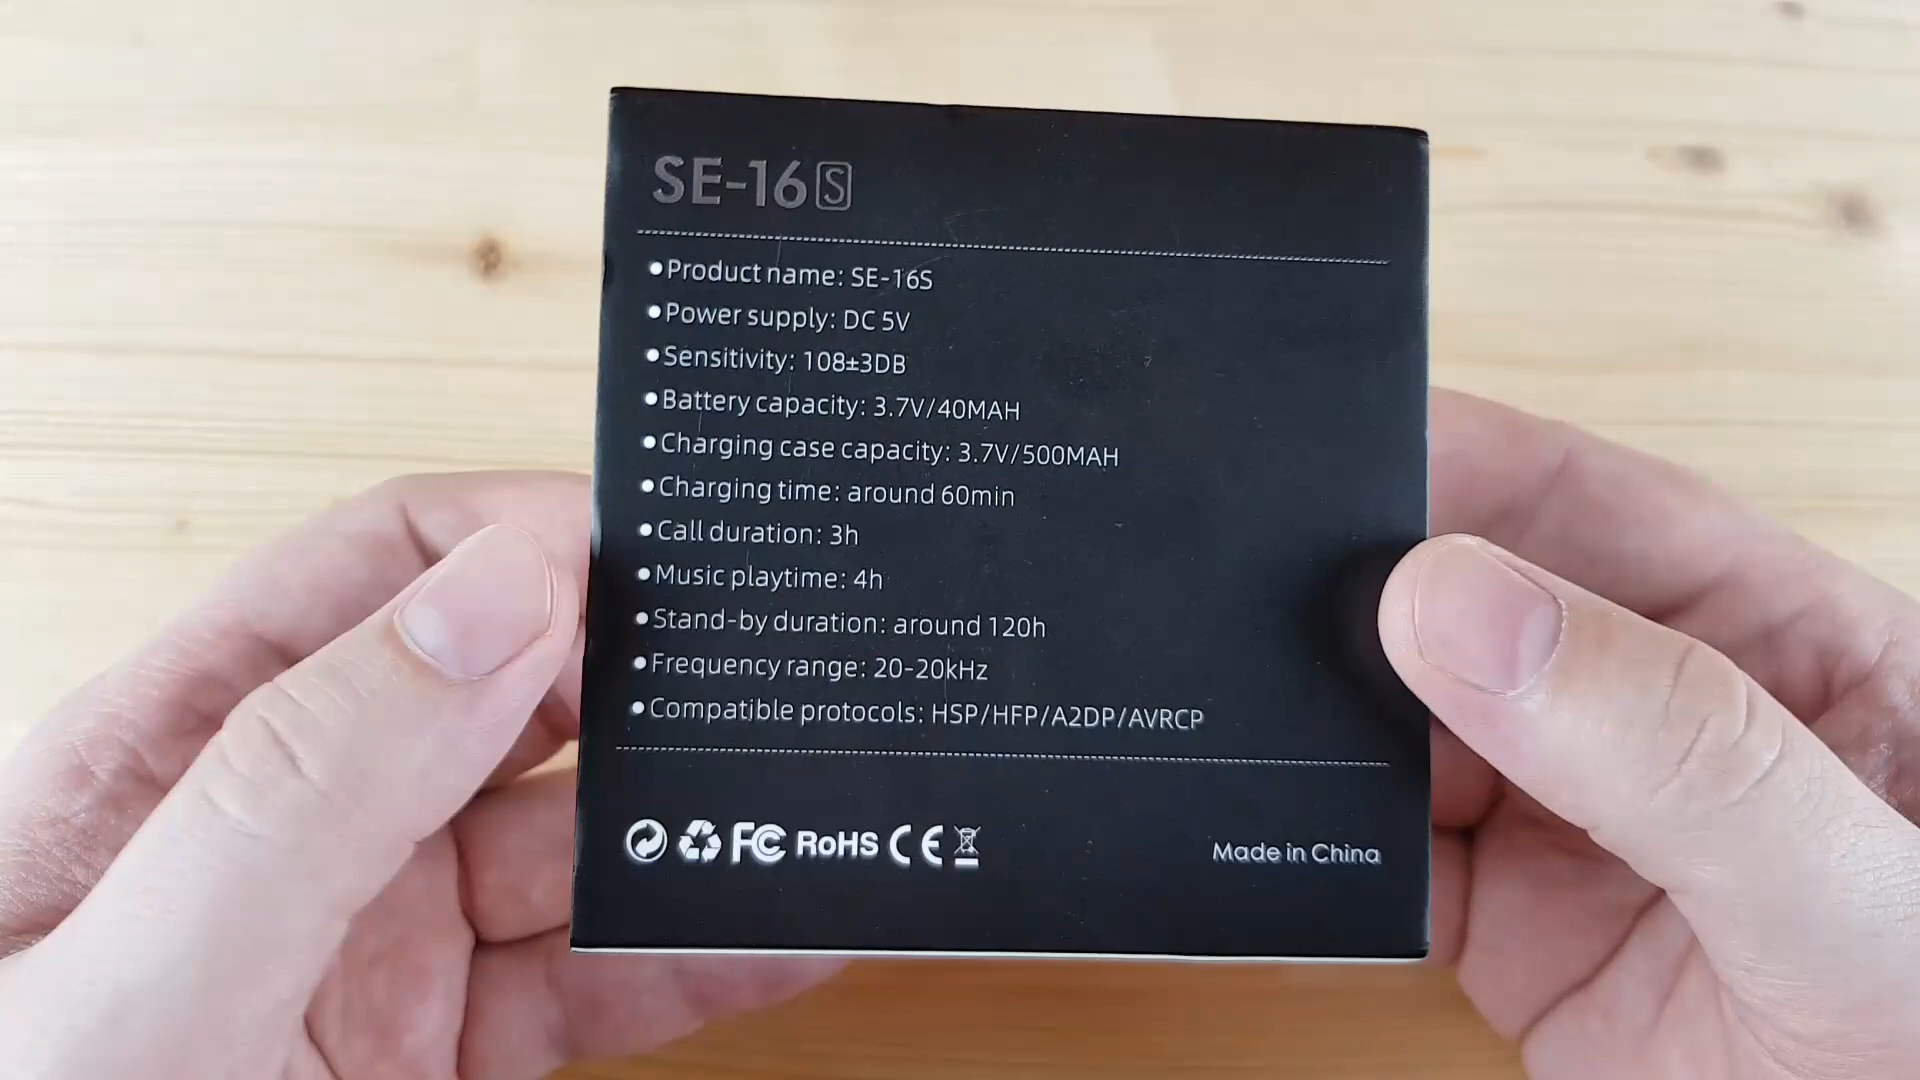 SE-16S
Product name: SE-16S
Power supply: DC 5V
Sensitivity: 108±3DB
Battery capacity: 3.7V/40MAH
Charging case capacity: 3.7V/500MAH
Charging time: around 60min
Call duration: 3h
Music playtime: 4h
Stand-by duration: around 120h
Frequency range: 20-20kHz
Compatible protocols: HSP/HFP/A2DP/AVRCP
FC RoHS CE Made in China